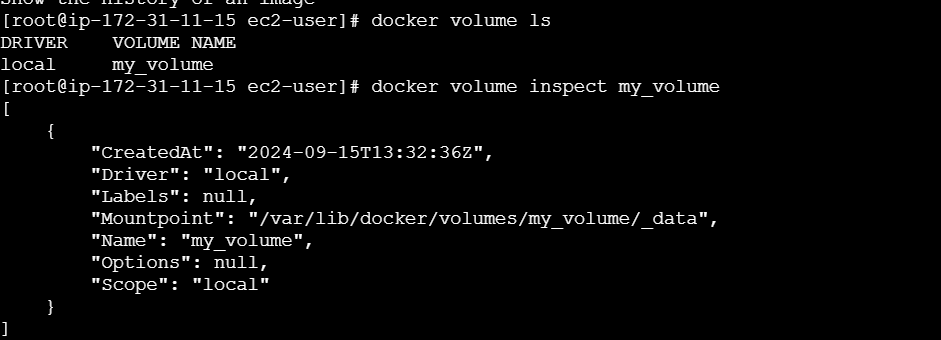 Show the history of an image
[root@ip-172-31-11-15 ec2-user]# docker volume ls
DRIVER    VOLUME NAME
local     my_volume
[root@ip-172-31-11-15 ec2-user]# docker volume inspect my_volume
[
    {
        "CreatedAt": "2024-09-15T13:32:36Z",
        "Driver": "local",
        "Labels": null,
        "Mountpoint": "/var/lib/docker/volumes/my_volume/_data",
        "Name": "my_volume",
        "Options": null,
        "Scope": "local"
    }
]